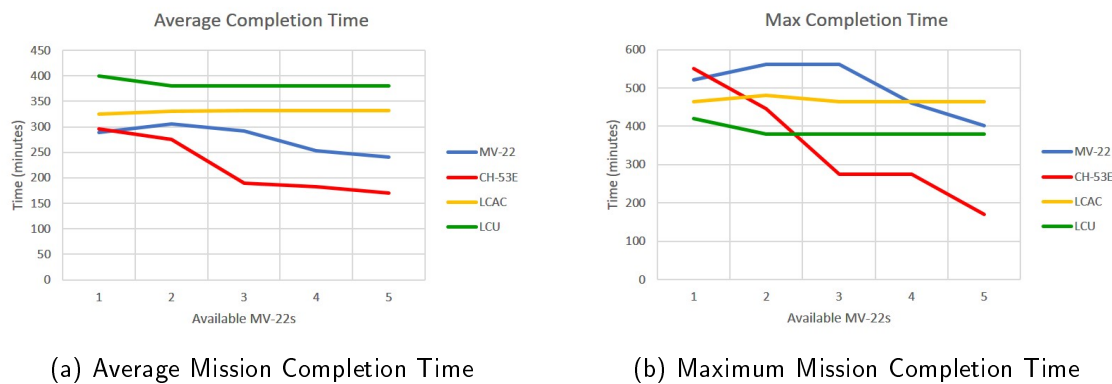 Average Completion Time
450
400
350
300
250
200
150
100
50
0
Time (minutes)
1 2 3 4 5
Available MV-22s
MV-22
CH-53E
LCAC
LCU
(a) Average Mission Completion Time
Max Completion Time
600
500
400
300
200
100
0
Time (minutes)
1 2 3 4 5
Available MV-22s
MV-22
CH-53E
LCAC
LCU
(b) Maximum Mission Completion Time